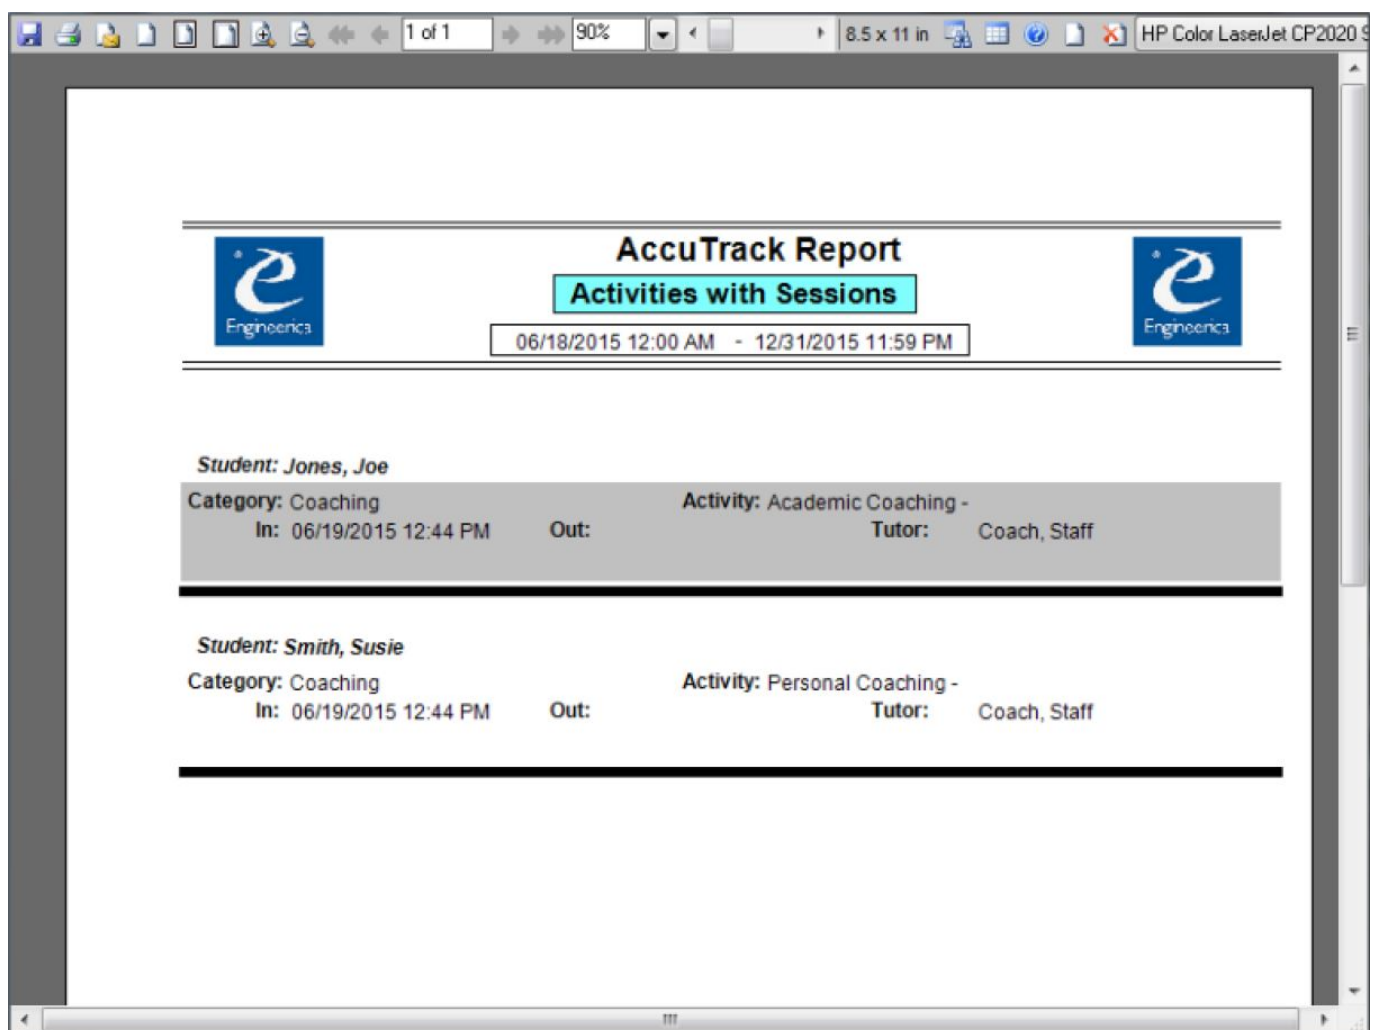 1 of 1 90% 8.5 x 11 in HP Color LaserJet CP2020
AccuTrack Report
Activities with Sessions
06/18/2015 12:00 AM - 12/31/2015 11:59 PM
Engineerica
Engineerica
Student: Jones, Joe
Category: Coaching Activity: Academic Coaching -
In: 06/19/2015 12:44 PM Out: Tutor: Coach, Staff
Student: Smith, Susie
Category: Coaching Activity: Personal Coaching -
In: 06/19/2015 12:44 PM Out: Tutor: Coach, Staff